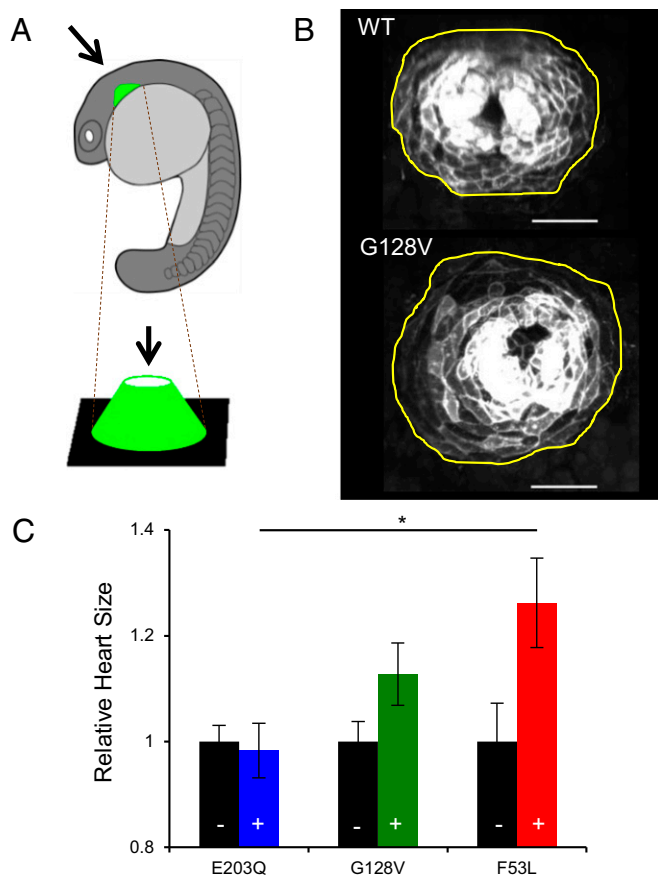 A
B
WT
G128V
C
*
1.4
1.2
1
0.8
Relative Heart Size
- + - + - +
E203Q G128V F53L